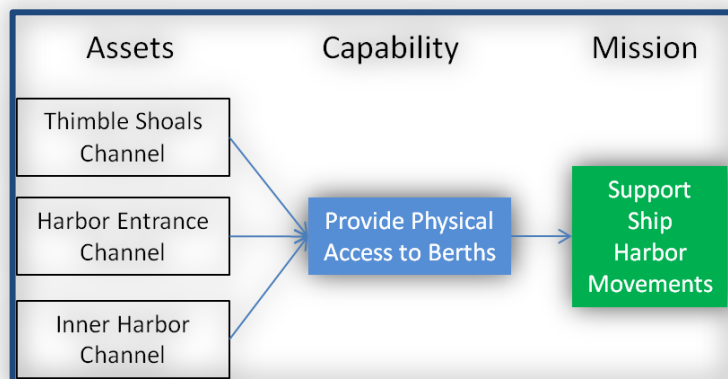 Assets
Capability
Mission
Thimble Shoals
Channel
Harbor Entrance
Channel
Inner Harbor
Channel
Provide Physical
Access to Berths
Support
Ship
Harbor
Movements